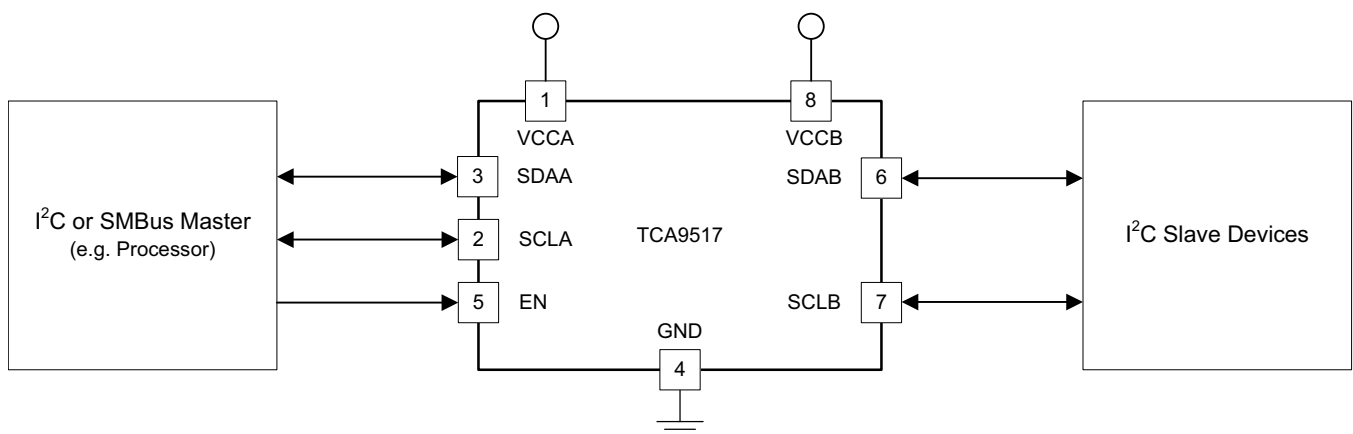 1
8
VCCA
VCCB
3
SDAA
SDAB
6
I²C or SMBus Master
(e.g. Processor)
2
SCLA
TCA9517
I²C Slave Devices
5
EN
SCLB
7
GND
4